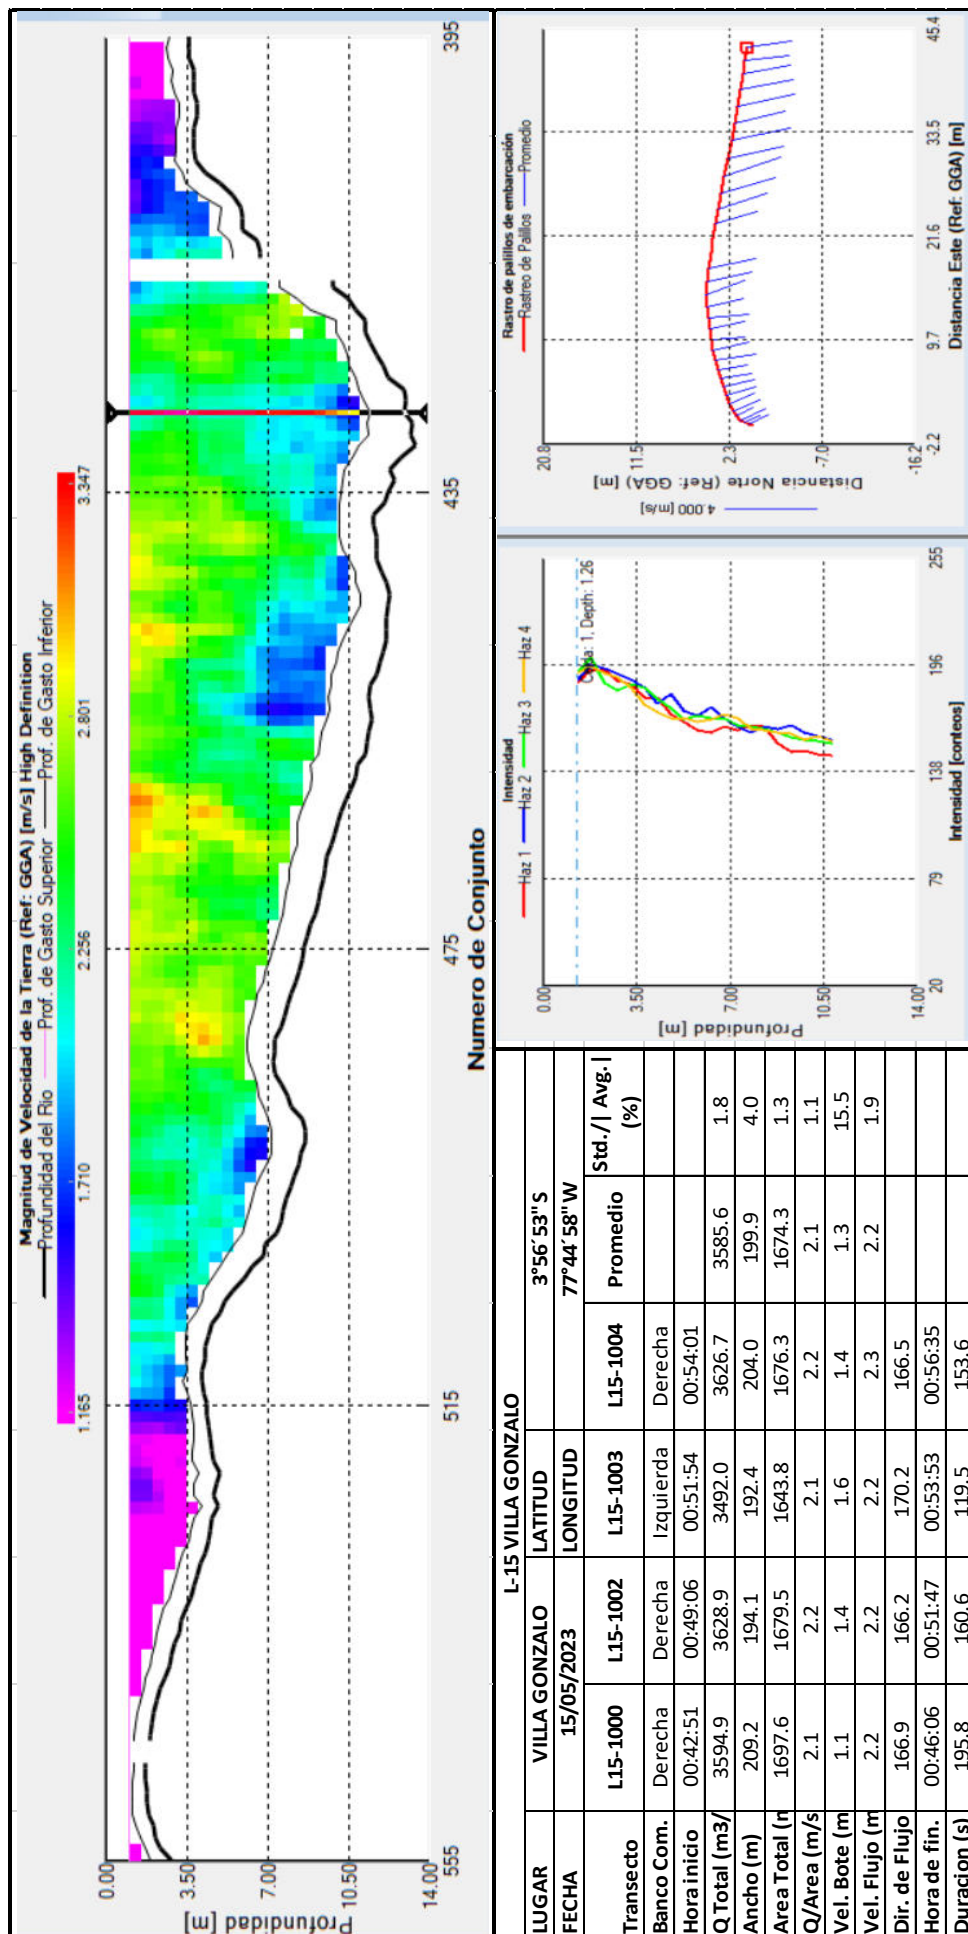 Magnitud de Velocidad de la Tierra (Ref: GGA) [m/s] High Definition
Profundidad del Rio Prof. de Gasto Superior Prof. de Gasto Inferior
1.165 1.710 2.256 2.801 3.347
0.00
3.50
7.00
10.50
14.00
Profundidad [m]
555 515 475 435 395
Numero de Conjunto
L-15 VILLA GONZALO
LUGAR VILLA GONZALO LATITUD 3°56´53" S
FECHA 15/05/2023 LONGITUD 77°44´58" W
Transecto L15-1000 L15-1002 L15-1003 L15-1004 Promedio Std./| Avg. | (%)
Banco Com. Derecha Derecha Izquierda Derecha
Hora inicio 00:42:51 00:49:06 00:51:54 00:54:01
Q Total (m3/ 3594.9 3628.9 3492.0 3626.7 3585.6 1.8
Ancho (m) 209.2 194.1 192.4 204.0 199.9 4.0
Area Total (n 1697.6 1679.5 1643.8 1676.3 1674.3 1.3
Q/Area (m/s 2.1 2.2 2.1 2.2 2.1 1.1
Vel. Bote (m 1.1 1.4 1.6 1.4 1.3 15.5
Vel. Flujo (m 2.2 2.2 2.2 2.3 2.2 1.9
Dir. de Flujo 166.9 166.2 170.2 166.5
Hora de fin. 00:46:06 00:51:47 00:53:53 00:56:35
Duracion (s) 195.8 160.6 119.5 153.6
Intensidad
Haz 1 Haz 2 Haz 3 Haz 4
Depth: 1.26
0.00
3.50
7.00
10.50
14.00
Profundidad [m]
20 79 138 196 255
Intensidad [conteos]
Rastro de palillos de embarcación
Rastreo de Palillos Promedio
4.000 [m/s]
20.8
11.5
2.3
-7.0
-16.2
Distancia Norte (Ref: GGA) [m]
-2.2 9.7 21.6 33.5 45.4
Distancia Este (Ref: GGA) [m]